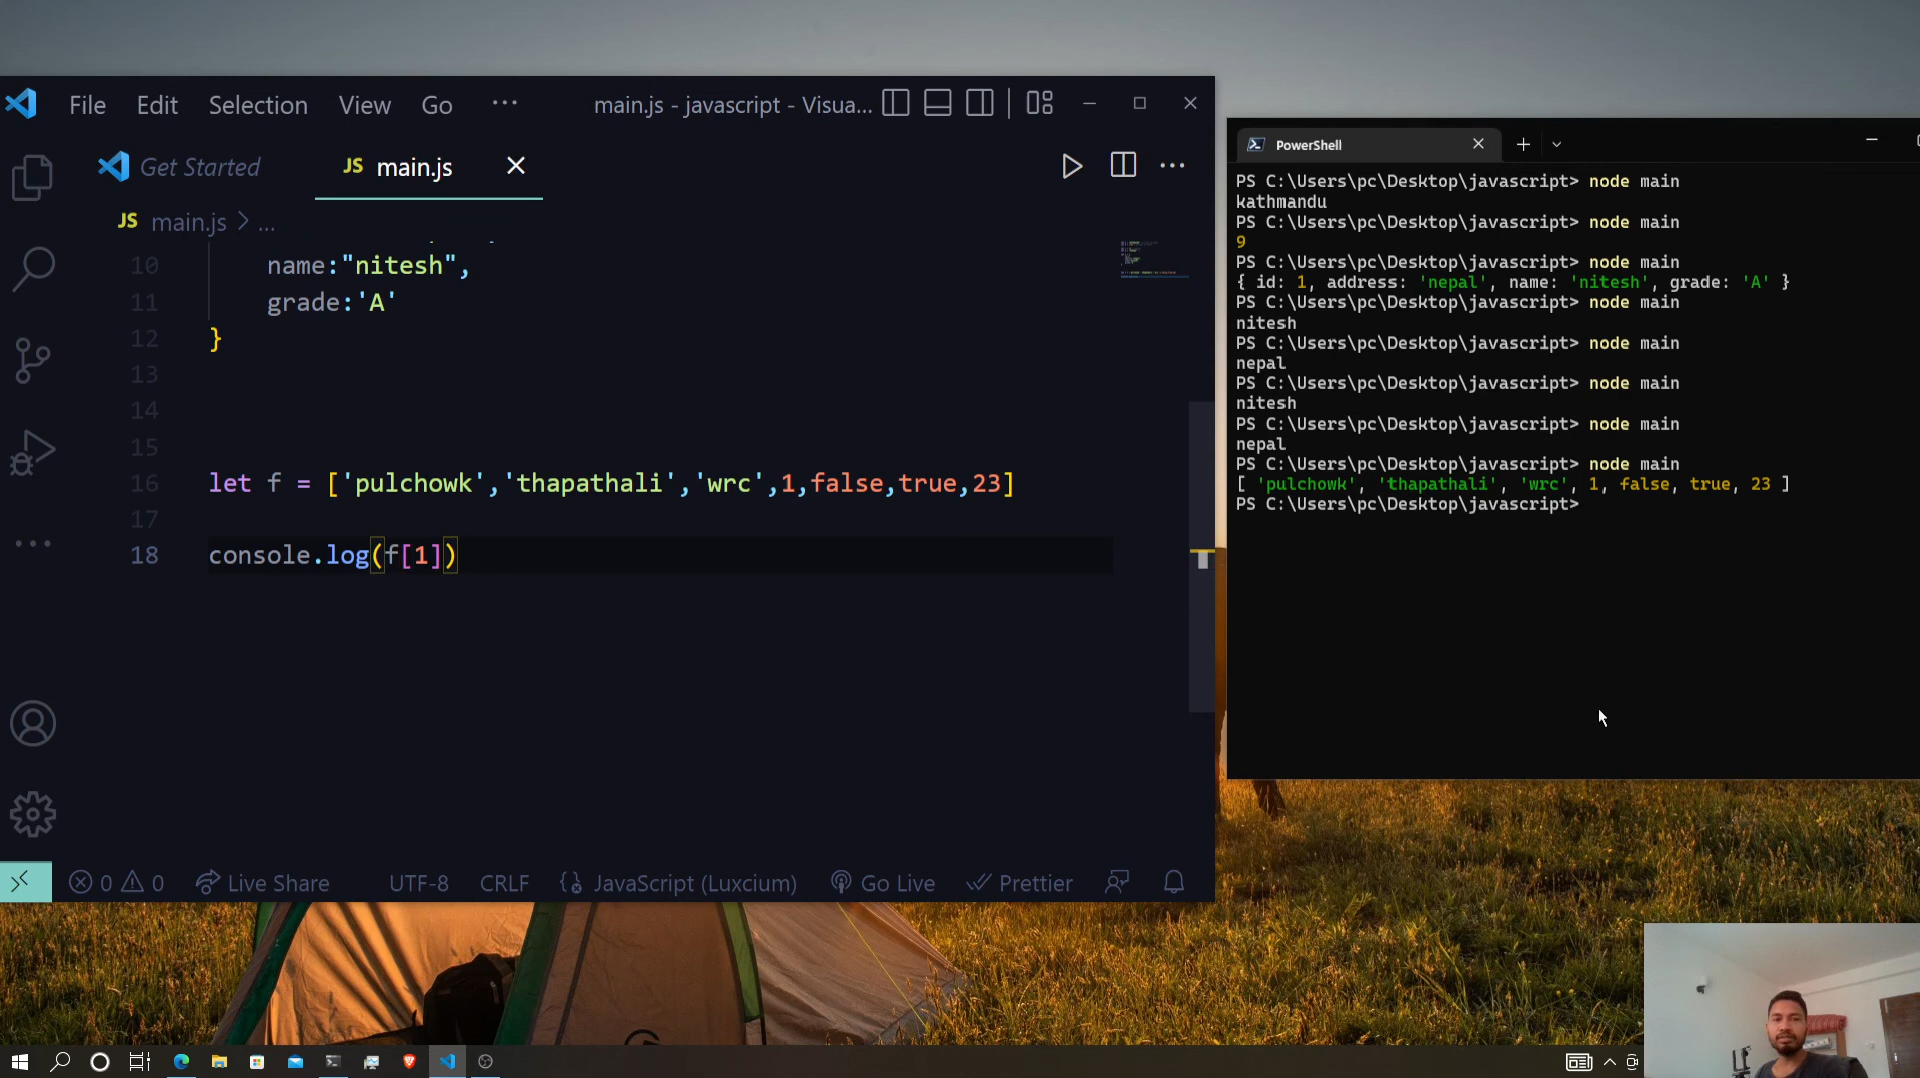 File Edit Selection View Go ··· main.js - javascript - Visua...
Get Started JS main.js
JS main.js > ...
10 name:"nitesh",
11 grade:'A'
12 }
13
14
15
16 let f = ['pulchowk','thapathali','wrc',1,false,true,23]
17
18 console.log(f[1])
0 0 Live Share UTF-8 CRLF JavaScript (Luxcium) Go Live Prettier
PowerShell
PS C:\Users\pc\Desktop\javascript> node main
kathmandu
PS C:\Users\pc\Desktop\javascript> node main
9
PS C:\Users\pc\Desktop\javascript> node main
{ id: 1, address: 'nepal', name: 'nitesh', grade: 'A' }
PS C:\Users\pc\Desktop\javascript> node main
nitesh
PS C:\Users\pc\Desktop\javascript> node main
nepal
PS C:\Users\pc\Desktop\javascript> node main
nitesh
PS C:\Users\pc\Desktop\javascript> node main
nepal
PS C:\Users\pc\Desktop\javascript> node main
[ 'pulchowk', 'thapathali', 'wrc', 1, false, true, 23 ]
PS C:\Users\pc\Desktop\javascript>